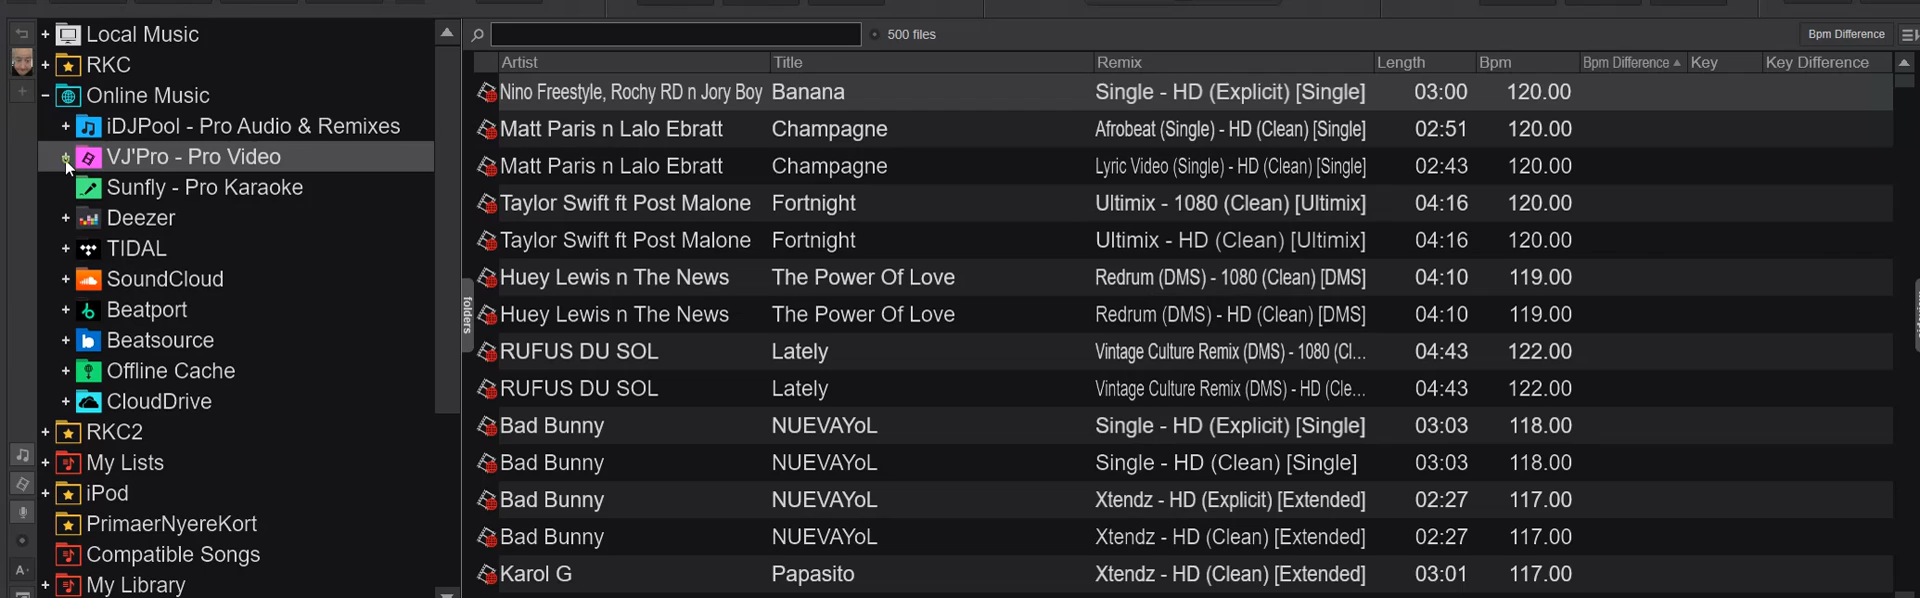 500 files
Bpm Difference
Local Music
RKC
Online Music
iDJPool - Pro Audio & Remixes
VJ'Pro - Pro Video
Sunfly - Pro Karaoke
Deezer
TIDAL
SoundCloud
Beatport
Beatsource
Offline Cache
CloudDrive
RKC2
My Lists
iPod
PrimaerNyereKort
Compatible Songs
My Library
folders
Artist Title Remix Length Bpm Bpm Difference Key Key Difference
Nino Freestyle, Rochy RD n Jory Boy Banana Single - HD (Explicit) [Single] 03:00 120.00
Matt Paris n Lalo Ebratt Champagne Afrobeat (Single) - HD (Clean) [Single] 02:51 120.00
Matt Paris n Lalo Ebratt Champagne Lyric Video (Single) - HD (Clean) [Single] 02:43 120.00
Taylor Swift ft Post Malone Fortnight Ultimix - 1080 (Clean) [Ultimix] 04:16 120.00
Taylor Swift ft Post Malone Fortnight Ultimix - HD (Clean) [Ultimix] 04:16 120.00
Huey Lewis n The News The Power Of Love Redrum (DMS) - 1080 (Clean) [DMS] 04:10 119.00
Huey Lewis n The News The Power Of Love Redrum (DMS) - HD (Clean) [DMS] 04:10 119.00
RUFUS DU SOL Lately Vintage Culture Remix (DMS) - 1080 (Cl... 04:43 122.00
RUFUS DU SOL Lately Vintage Culture Remix (DMS) - HD (Cle... 04:43 122.00
Bad Bunny NUEVAYoL Single - HD (Explicit) [Single] 03:03 118.00
Bad Bunny NUEVAYoL Single - HD (Clean) [Single] 03:03 118.00
Bad Bunny NUEVAYoL Xtendz - HD (Explicit) [Extended] 02:27 117.00
Bad Bunny NUEVAYoL Xtendz - HD (Clean) [Extended] 02:27 117.00
Karol G Papasito Xtendz - HD (Clean) [Extended] 03:01 117.00